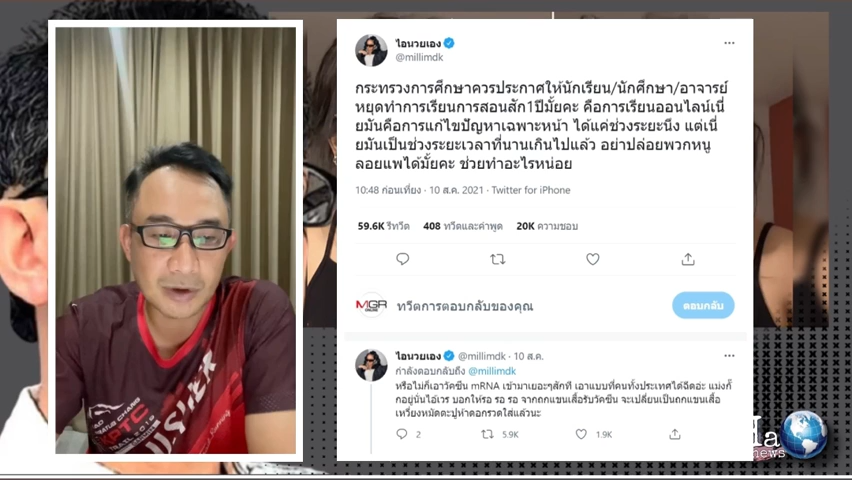 ไอนวยเอง
@millimdk
กระทรวงการศึกษาควรประกาศให้นักเรียน/นักศึกษา/อาจารย์
หยุดทำการเรียนการสอนสัก1ปีมั้ยคะ คือการเรียนออนไลน์เนี่
ยมันคือการแก้ไขปัญหาเฉพาะหน้า ได้แค่ช่วงระยะนึง แต่เนี่
ยมันเป็นช่วงระยะเวลาที่นานเกินไปแล้ว อย่าปล่อยพวกหนู
ลอยแพได้มั้ยคะ ช่วยทำอะไรหน่อย
10:48 ก่อนเที่ยง · 10 ส.ค. 2021 · Twitter for iPhone
59.6K รีทวีต 408 ทวีตและคำพูด 20K ความชอบ
MGR
ONLINE
ทวีตการตอบกลับของคุณ
ตอบกลับ
ไอนวยเอง @millimdk · 10 ส.ค.
กำลังตอบกลับถึง @millimdk
หรือไม่ก็เอาวัคซีน mRNA เข้ามาเยอะๆสักที เอาแบบที่คนทั้งประเทศได้ฉีดอ่ะ แม่งก็
กอยู่นั่นไอ้เวร บอกให้รอ รอ รอ จากถกแขนเสื้อรับวัคซีน จะเปลี่ยนเป็นถกแขนเสื้อ
เหวี่ยงหมัดตะปูห้าดอกรวดใส่แล้วนะ
2 5.9K 1.9K
news